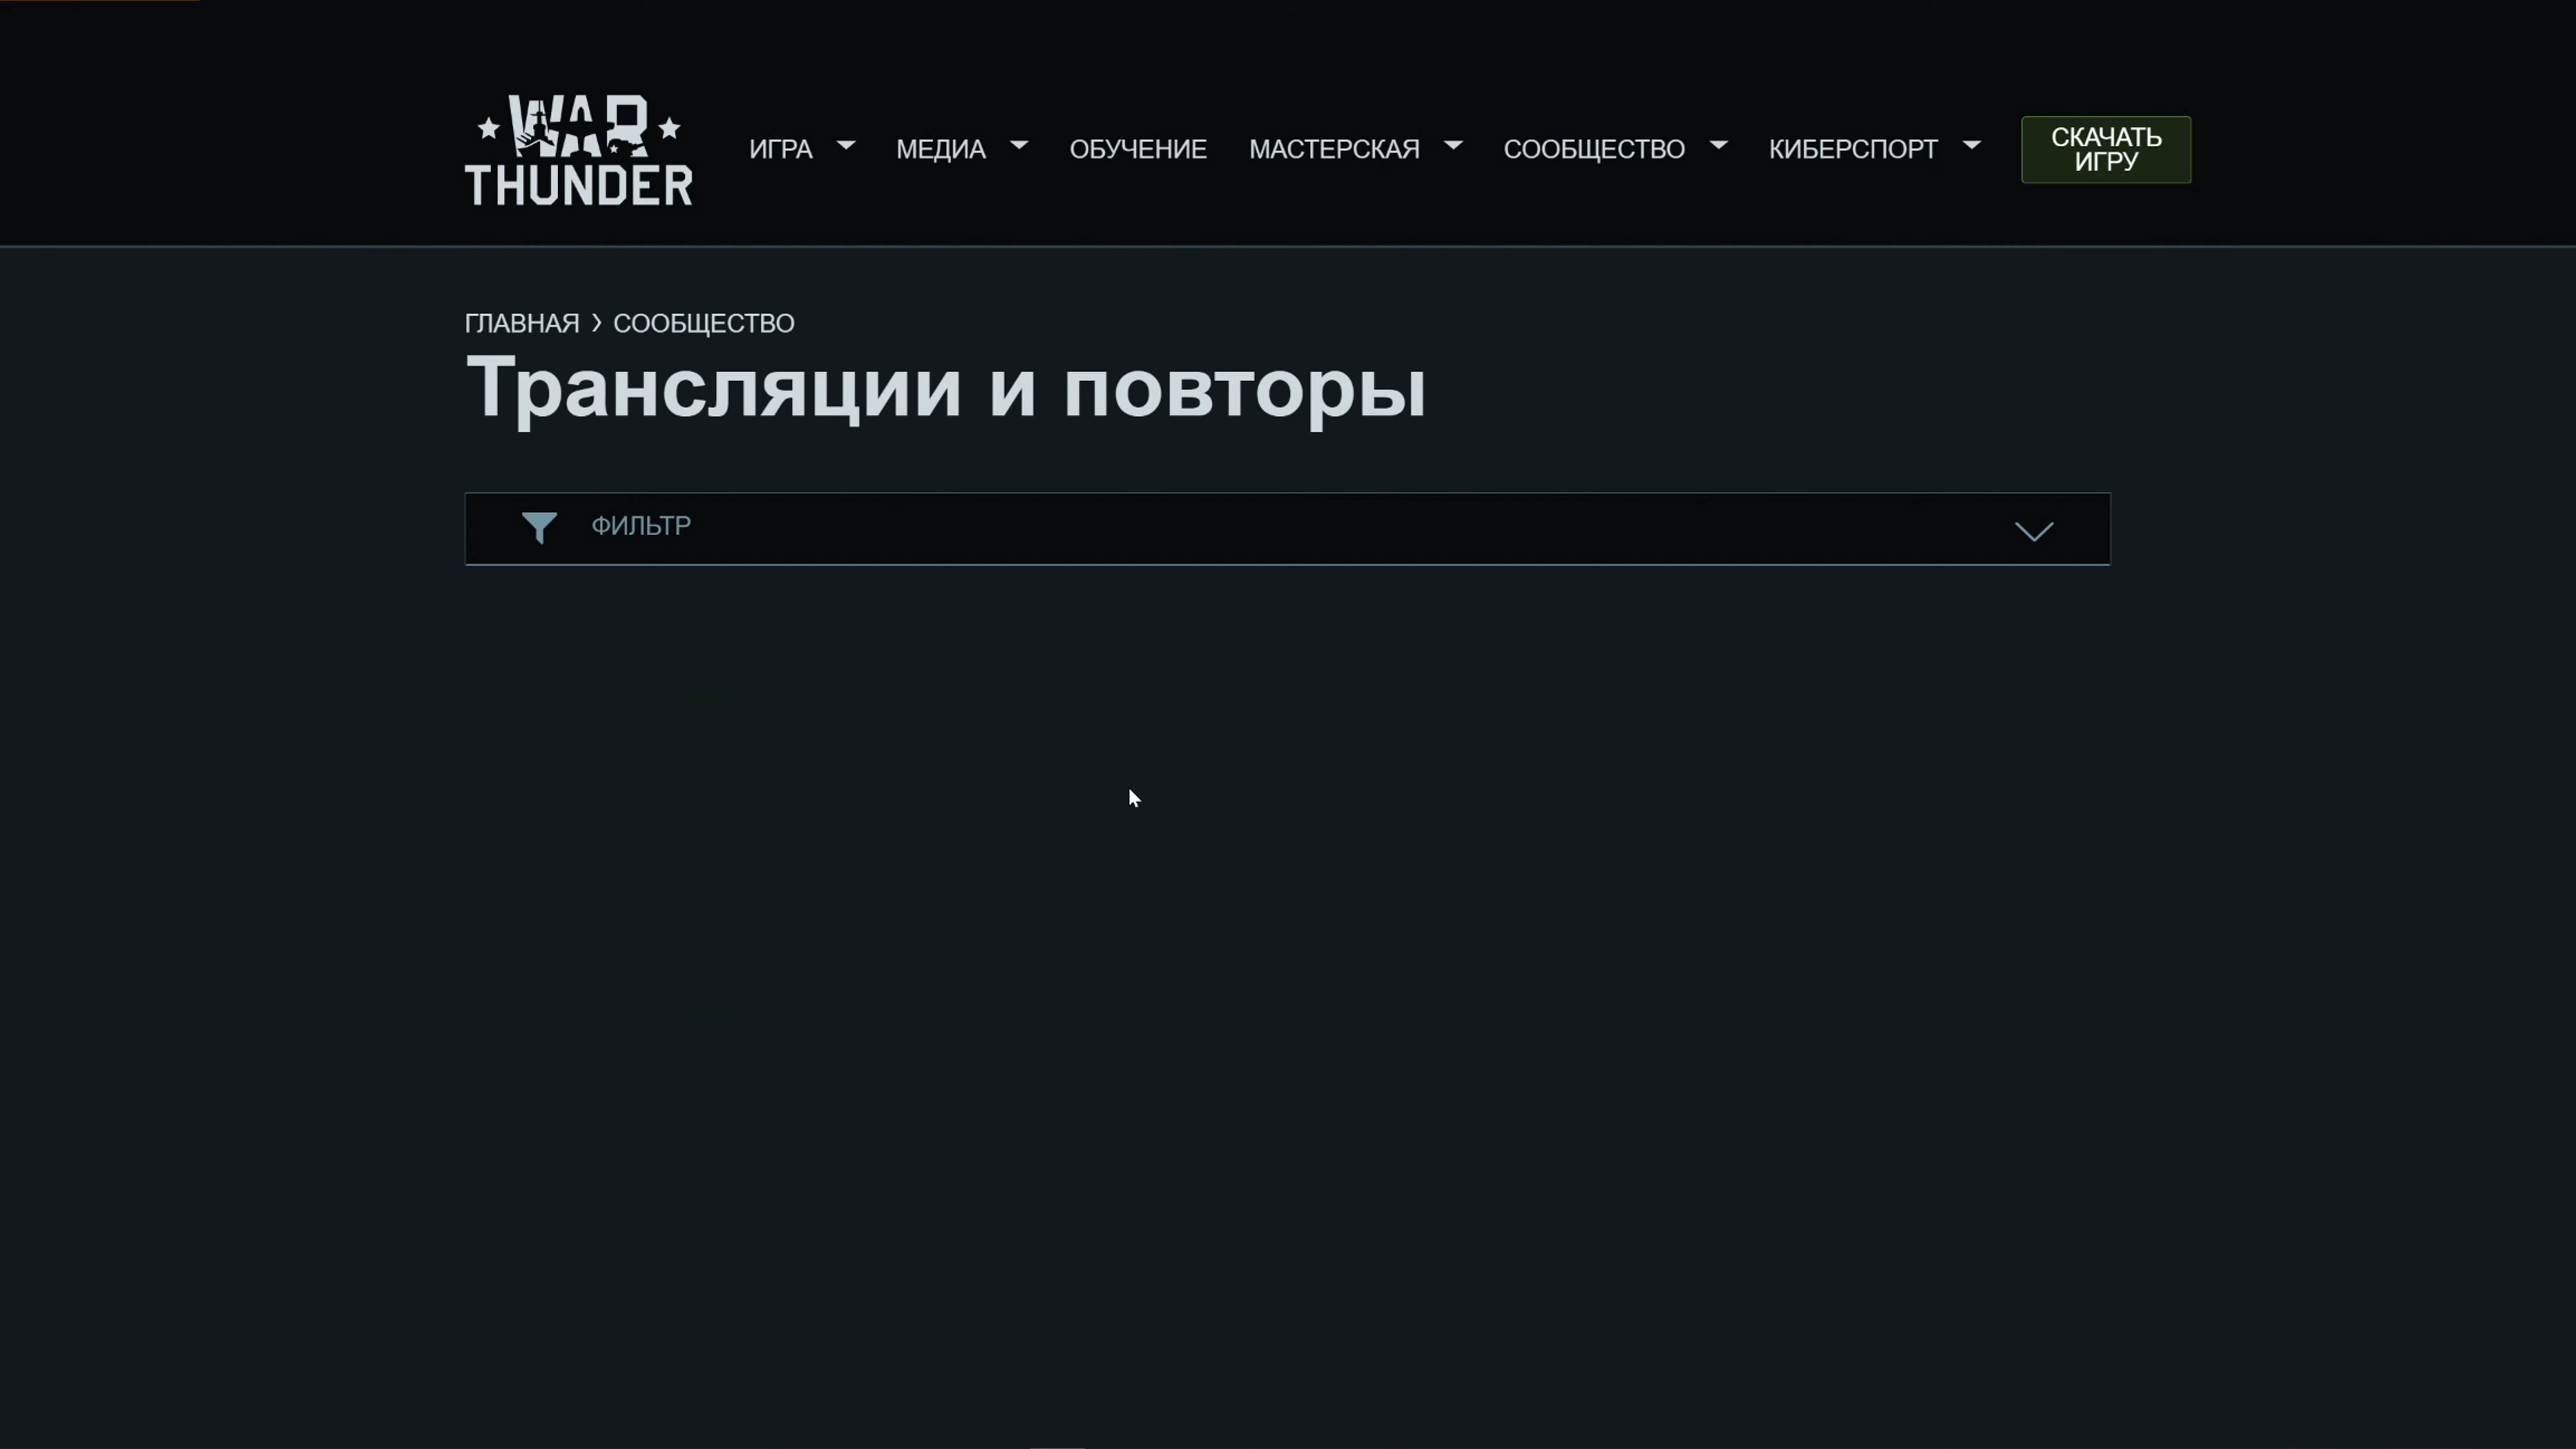 WAR
THUNDER
ИГРА
МЕДИА
ОБУЧЕНИЕ
МАСТЕРСКАЯ
СООБЩЕСТВО
КИБЕРСПОРТ
СКАЧАТЬ
ИГРУ
ГЛАВНАЯ › СООБЩЕСТВО
Трансляции и повторы
ФИЛЬТР